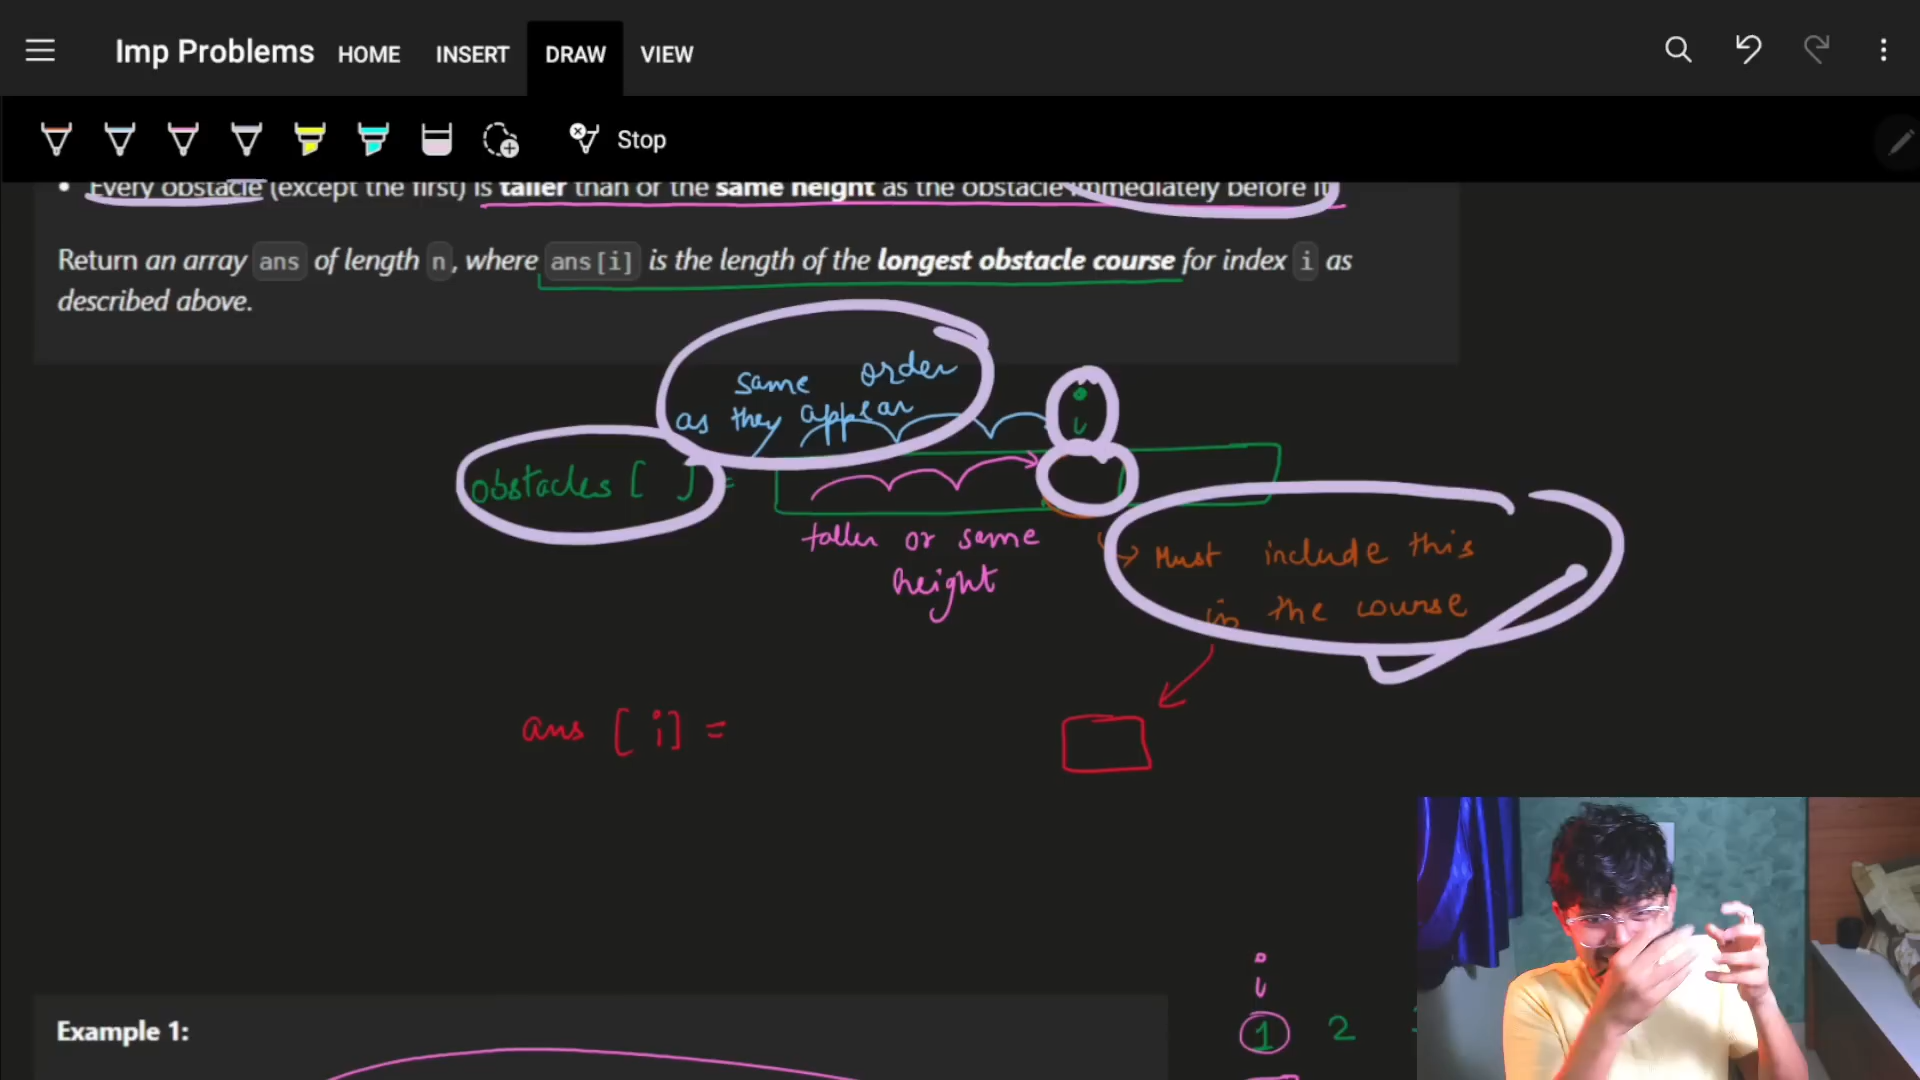 Imp Problems HOME INSERT DRAW VIEW
Stop
• Every obstacle (except the first) is taller than or the same height as the obstacle immediately before it
Return an array ans of length n, where ans[i] is the length of the longest obstacle course for index i as
described above.
same order
as they appear
i
obstacles [ ] =
taller or same
height
Must include this
in the course
ans [ i ] =
i
1 2
Example 1: